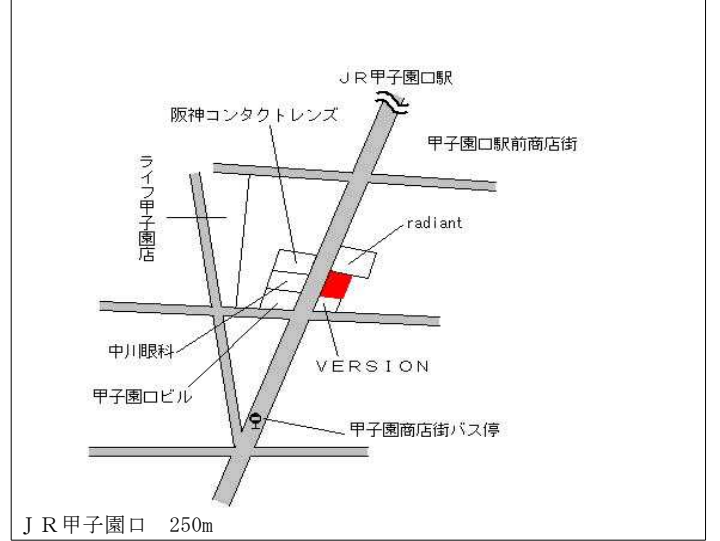 ＪＲ甲子園口駅
阪神コンタクトレンズ
甲子園口駅前商店街
ライフ甲子園店
radiant
中川眼科
ＶＥＲＳＩＯＮ
甲子園口ビル
甲子園商店街バス停
ＪＲ甲子園口　250m